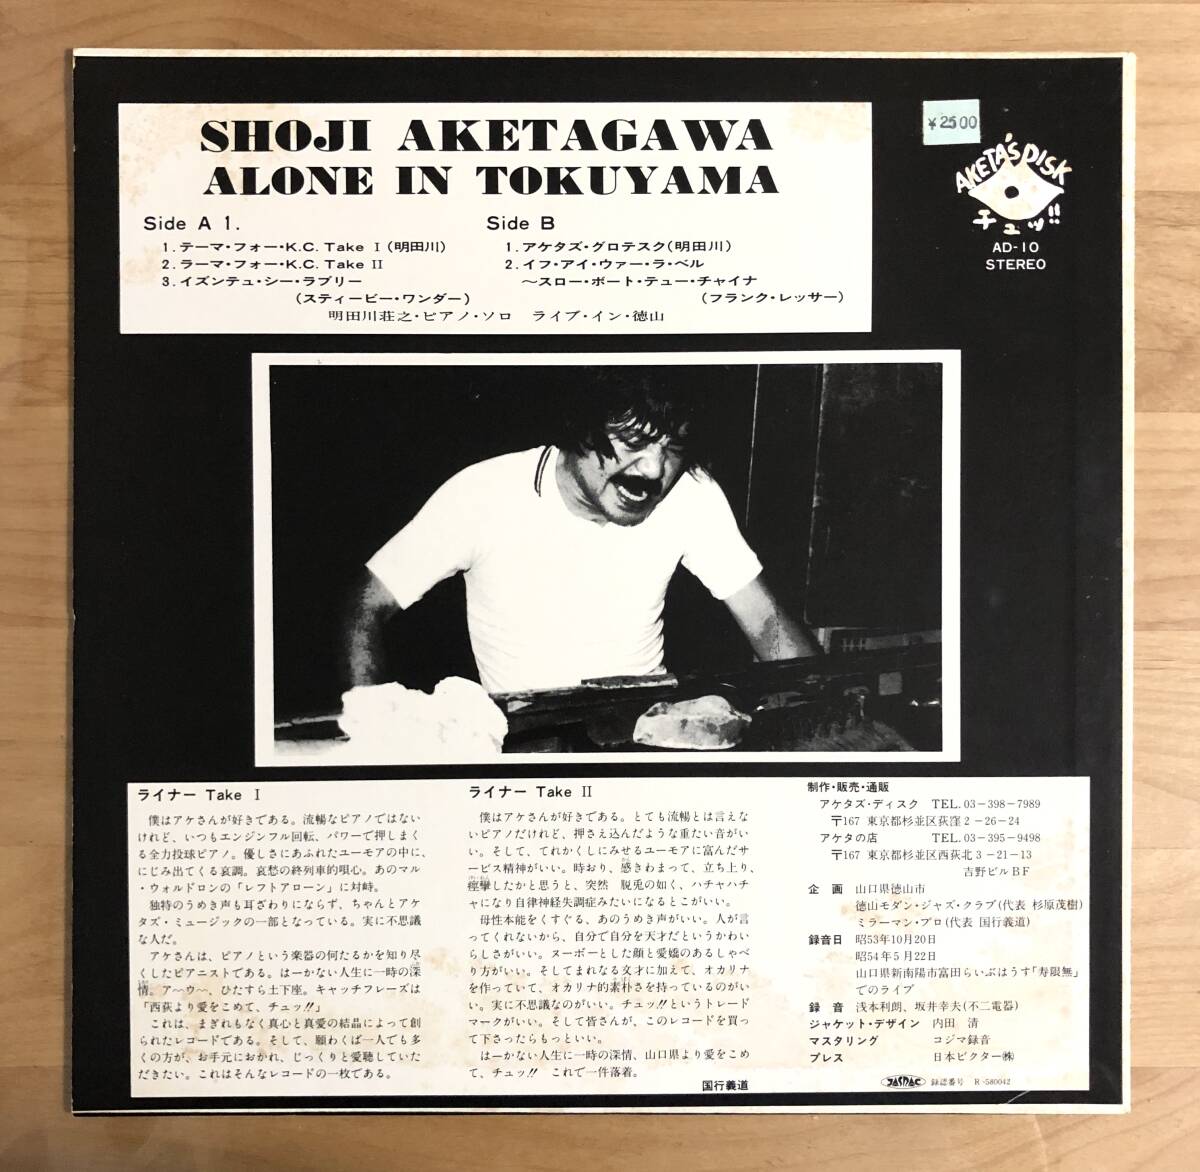 SHOJI AKETAGAWA
ALONE IN TOKUYAMA
Side A 1.
1. テーマ・フォー・K.C. Take Ⅰ (明田川)
2. ラーマ・フォー・K.C. Take Ⅱ
3. イズンテュ・シー・ラブリー
(スティービー・ワンダー)
Side B
1. アケタズ・グロテスク(明田川)
2. イフ・アイ・ウァー・ラ・ベル
〜スロー・ボート・テュー・チャイナ
(フランク・レッサー)
明田川荘之・ピアノ・ソロ ライブ・イン・徳山
¥2500
AKETA'S DISK
チュッ!!
AD-10
STEREO
ライナー Take Ⅰ
僕はアケさんが好きである。流暢なピアノではない
けれど、いつもエンジンフル回転、パワーで押しまく
る全力投球ピアノ。優しさにあふれたユーモアの中に、
にじみ出てくる哀調。哀愁の終列車的唄心。あのマル
・ウォルドロンの「レフトアローン」に対峙。
独特のうめき声も耳ざわりにならず、ちゃんとアケ
タズ・ミュージックの一部となっている。実に不思議
な人だ。
アケさんは、ピアノという楽器の何たるかを知り尽
くしたピアニストである。はーかない人生に一時の深
情。ア〜ウ〜、ひたすら土下座。キャッチフレーズは
「西荻より愛をこめて、チュッ!!」
これは、まぎれもなく真心と真愛の結晶によって創
られたレコードである。そして、願わくば一人でも多
くの方が、お手元におかれ、じっくりと愛聴していた
だきたい。これはそんなレコードの一枚である。
ライナー Take Ⅱ
僕はアケさんが好きである。とても流暢とは言えな
いピアノだけれど、押さえ込んだような重たい音がい
い。そして、てれかくしにみせるユーモアに富んだサ
ービス精神がいい。時おり、感きわまって、立ち上り、
痙攣したかと思うと、突然 脱兎の如く、ハチャハチ
ャになり自律神経失調症みたいになるとこがいい。
母性本能をくすぐる、あのうめき声がいい。人が言
ってくれないから、自分で自分を天才だというかわい
らしさがいい。ヌーボーとした顔と愛嬌のあるしゃべ
り方がいい。そしてまれなる文才に加えて、オカリナ
を作っていて、オカリナ的素朴さを持っているのがい
い。実に不思議なのがいい。チュッ!!というトレード
マークがいい。そして皆さんが、このレコードを買っ
て下さったらもっといい。
はーかない人生に一時の深情、山口県より愛をこめ
て、チュッ!! これで一件落着。
国行義道
制作・販売・通販
アケタズ・ディスク TEL. 03-398-7989
〒167 東京都杉並区荻窪2-26-24
アケタの店 TEL. 03-395-9498
〒167 東京都杉並区西荻北3-21-13
吉野ビルBF
企 画 山口県徳山市
徳山モダン・ジャズ・クラブ(代表 杉原茂樹)
ミラーマン・プロ(代表 国行義道)
録音日 昭53年10月20日
昭54年5月22日
山口県新南陽市富田らいぶはうす「寿限無」
でのライブ
録 音 浅本利朗、坂井幸夫(不二電器)
ジャケット・デザイン 内田 清
マスタリング コジマ録音
プレス 日本ビクター㈱
JASRAC 録認番号 R-580042